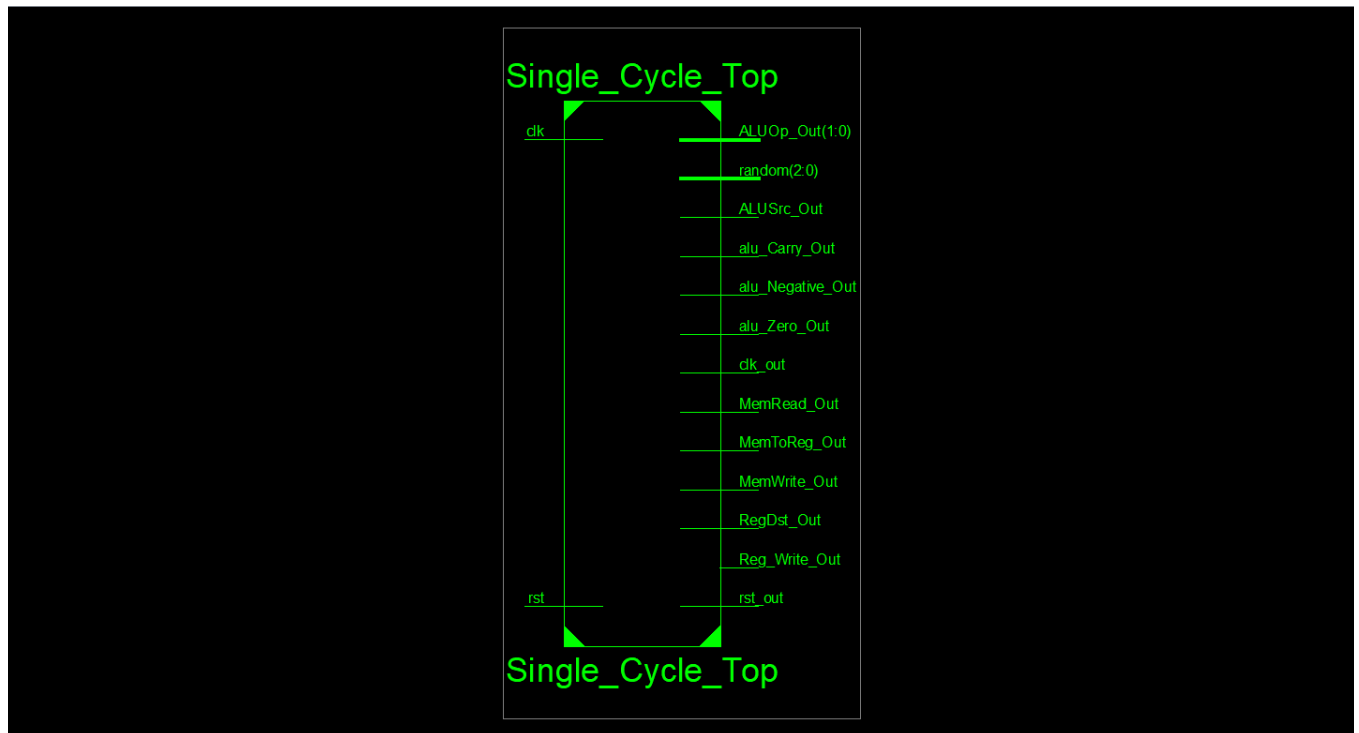 Single_Cycle_Top
clk
ALUOp_Out(1:0)
random(2:0)
ALUSrc_Out
alu_Carry_Out
alu_Negative_Out
alu_Zero_Out
clk_out
MemRead_Out
MemToReg_Out
MemWrite_Out
RegDst_Out
Reg_Write_Out
rst
rst_out
Single_Cycle_Top